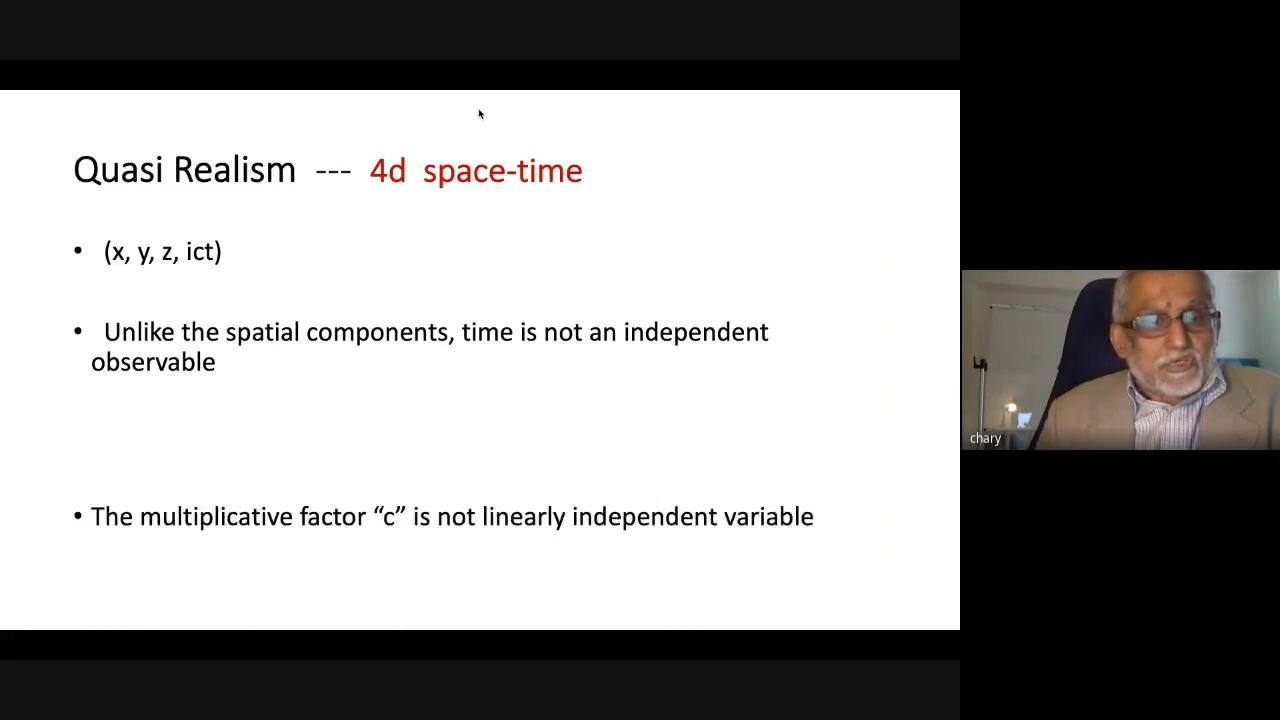 Quasi Realism --- 4d space-time
• (x, y, z, ict)
• Unlike the spatial components, time is not an independent
observable
• The multiplicative factor “c” is not linearly independent variable
chary